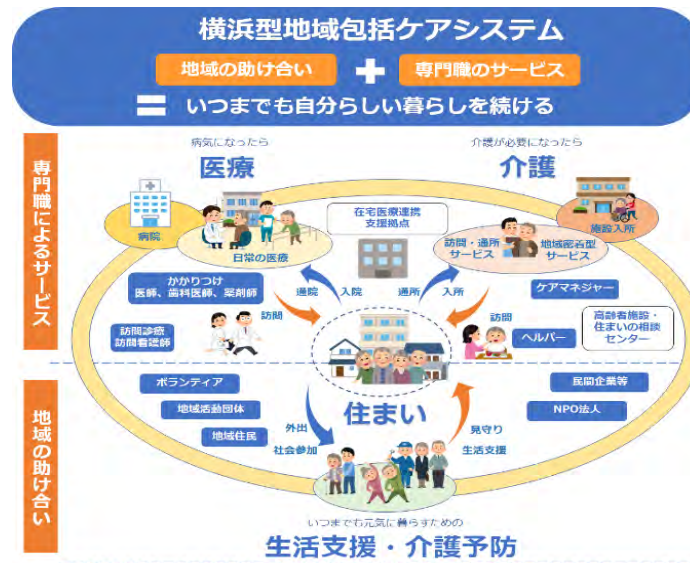 横浜型地域包括ケアシステム
地域の助け合い + 専門職のサービス
= いつまでも自分らしい暮らしを続ける
専門職によるサービス
病気になったら
医療
介護が必要になったら
介護
病院
日常の医療
在宅医療連携
支援拠点
訪問・通所
サービス
地域密着型
サービス
施設入所
かかりつけ
医師、歯科医師、薬剤師
通院
入院
通所
入所
ケアマネジャー
訪問
訪問
訪問診療
訪問看護師
ヘルパー
高齢者施設・
住まいの相談
センター
地域の助け合い
住まい
ボランティア
地域活動団体
地域住民
民間企業等
NPO法人
外出
社会参加
見守り
生活支援
いつまでも元気に暮らすための
生活支援・介護予防